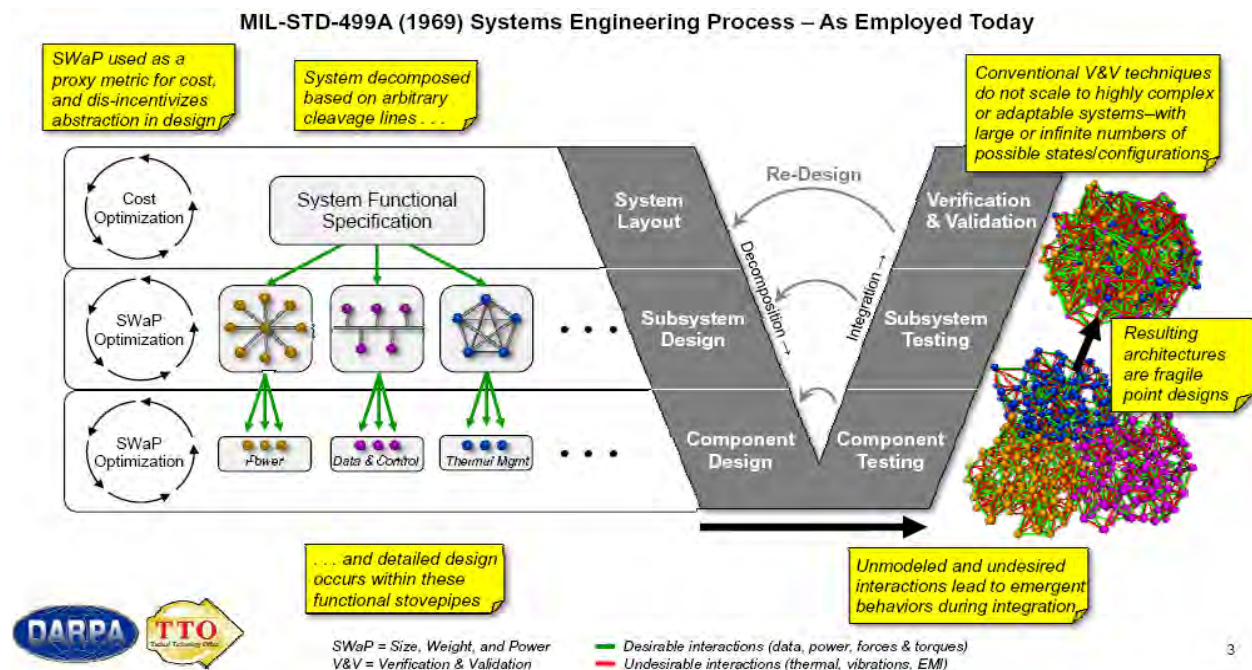 MIL-STD-499A (1969) Systems Engineering Process – As Employed Today
SWaP used as a
proxy metric for cost,
and dis-incentivizes
abstraction in design
System decomposed
based on arbitrary
cleavage lines . . .
Conventional V&V techniques
do not scale to highly complex
or adaptable systems–with
large or infinite numbers of
possible states/configurations
Cost
Optimization
System Functional
Specification
System
Layout
Re-Design
Verification
& Validation
Decomposition →
Integration →
SWaP
Optimization
Subsystem
Design
Subsystem
Testing
Resulting
architectures
are fragile
point designs
SWaP
Optimization
Power
Data & Control
Thermal Mgmt
Component
Design
Component
Testing
. . . and detailed design
occurs within these
functional stovepipes
Unmodeled and undesired
interactions lead to emergent
behaviors during integration
DARPA
TTO
Tactical Technology Office
SWaP = Size, Weight, and Power
V&V = Verification & Validation
Desirable interactions (data, power, forces & torques)
Undesirable interactions (thermal, vibrations, EMI)
3